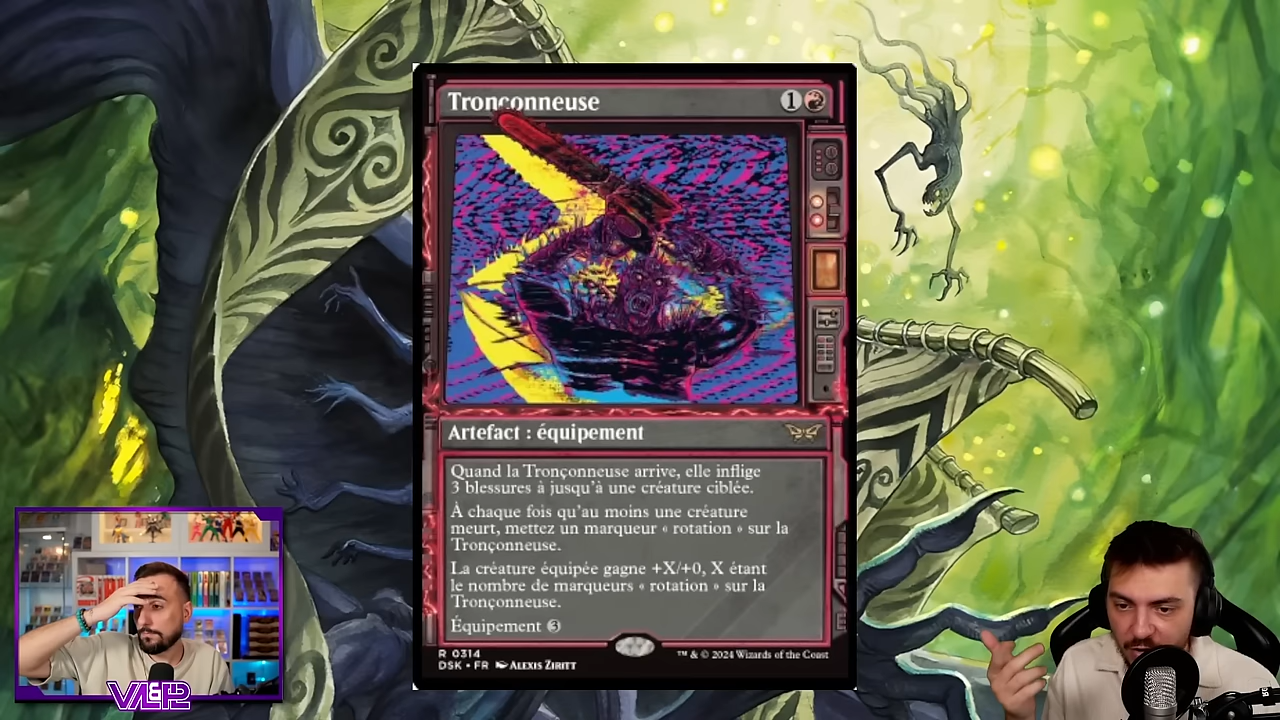 Tronçonneuse
1
Artefact : équipement
Quand la Tronçonneuse arrive, elle inflige
3 blessures à jusqu'à une créature ciblée.
À chaque fois qu'au moins une créature
meurt, mettez un marqueur « rotation » sur la
Tronçonneuse.
La créature équipée gagne +X/+0, X étant
le nombre de marqueurs « rotation » sur la
Tronçonneuse.
Équipement 3
R 0314
DSK • FR ALEXIS ZIRITT
™ & © 2024 Wizards of the Coast